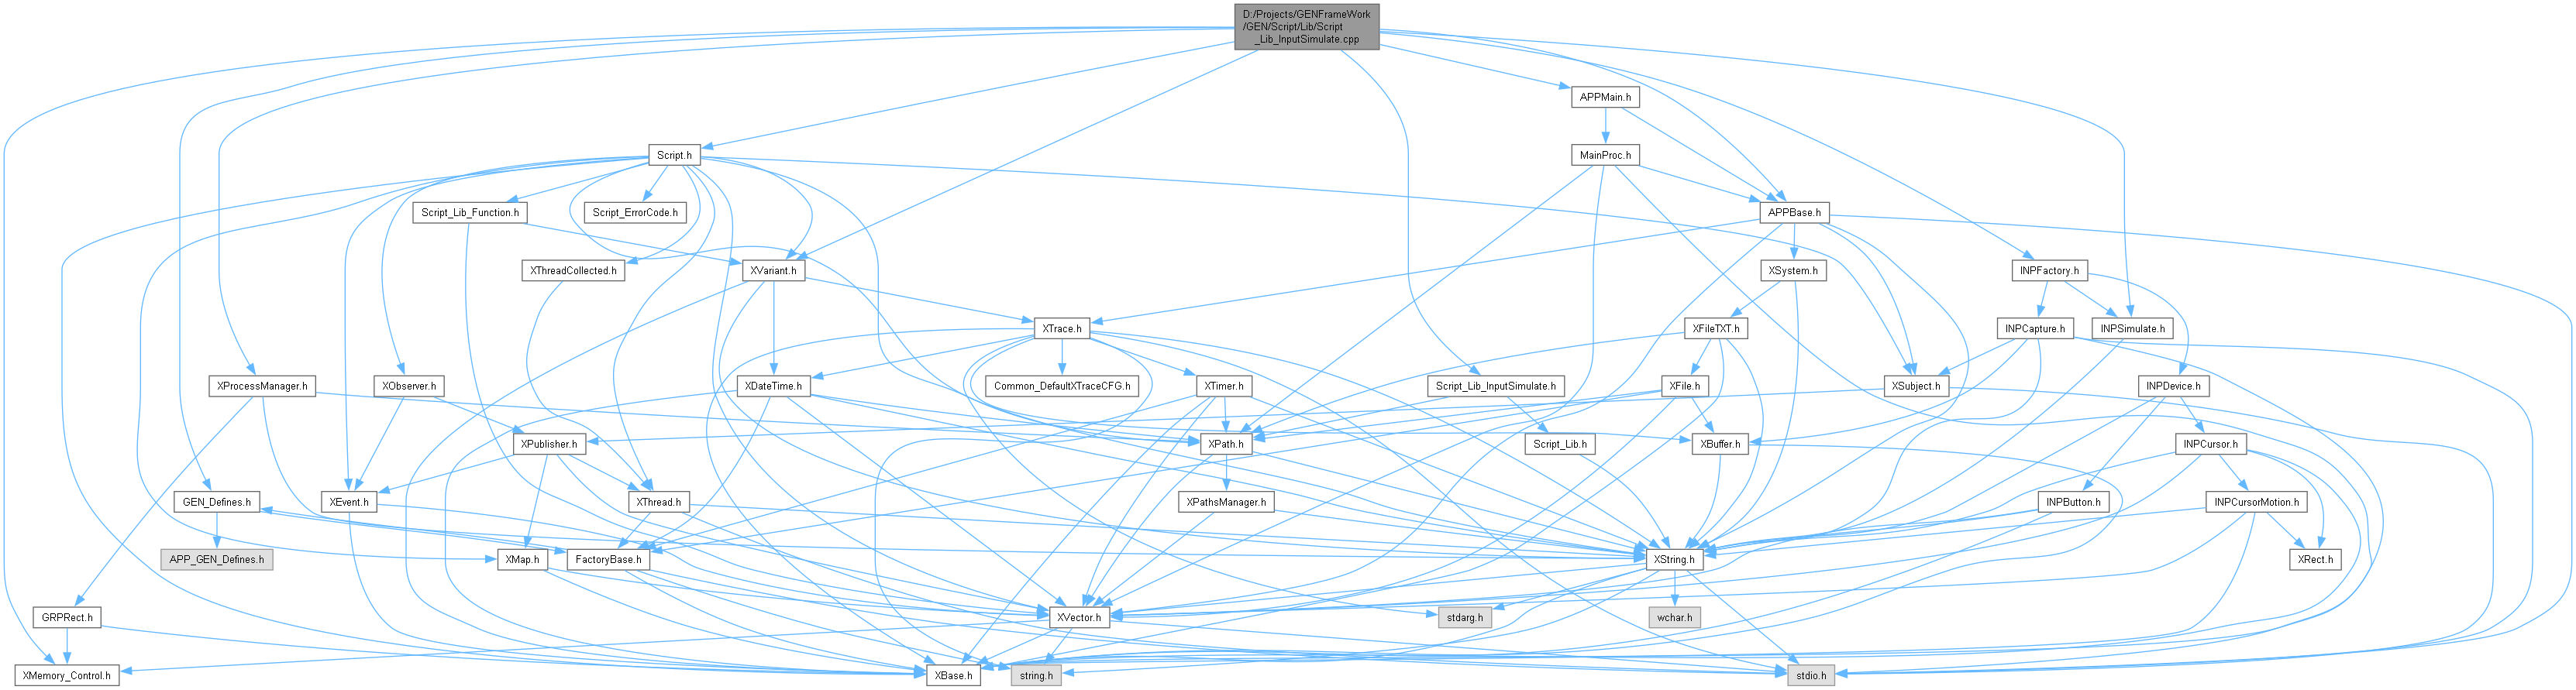 D:/Projects/GENFrameWork
/GEN/Script/Lib/Script
_Lib_InputSimulate.cpp
APPMain.h
Script.h
MainProc.h
Script_Lib_Function.h
Script_ErrorCode.h
APPBase.h
XThreadCollected.h
XVariant.h
XSystem.h
INPFactory.h
XTrace.h
XFileTXT.h
INPCapture.h
INPSimulate.h
XProcessManager.h
XObserver.h
XDateTime.h
Common_DefaultXTraceCFG.h
XTimer.h
Script_Lib_InputSimulate.h
XFile.h
XSubject.h
INPDevice.h
XPublisher.h
XPath.h
Script_Lib.h
XBuffer.h
INPCursor.h
GEN_Defines.h
XEvent.h
XThread.h
XPathsManager.h
INPButton.h
INPCursorMotion.h
APP_GEN_Defines.h
XMap.h
FactoryBase.h
XString.h
XRect.h
GRPRect.h
XVector.h
stdarg.h
wchar.h
XMemory_Control.h
XBase.h
string.h
stdio.h